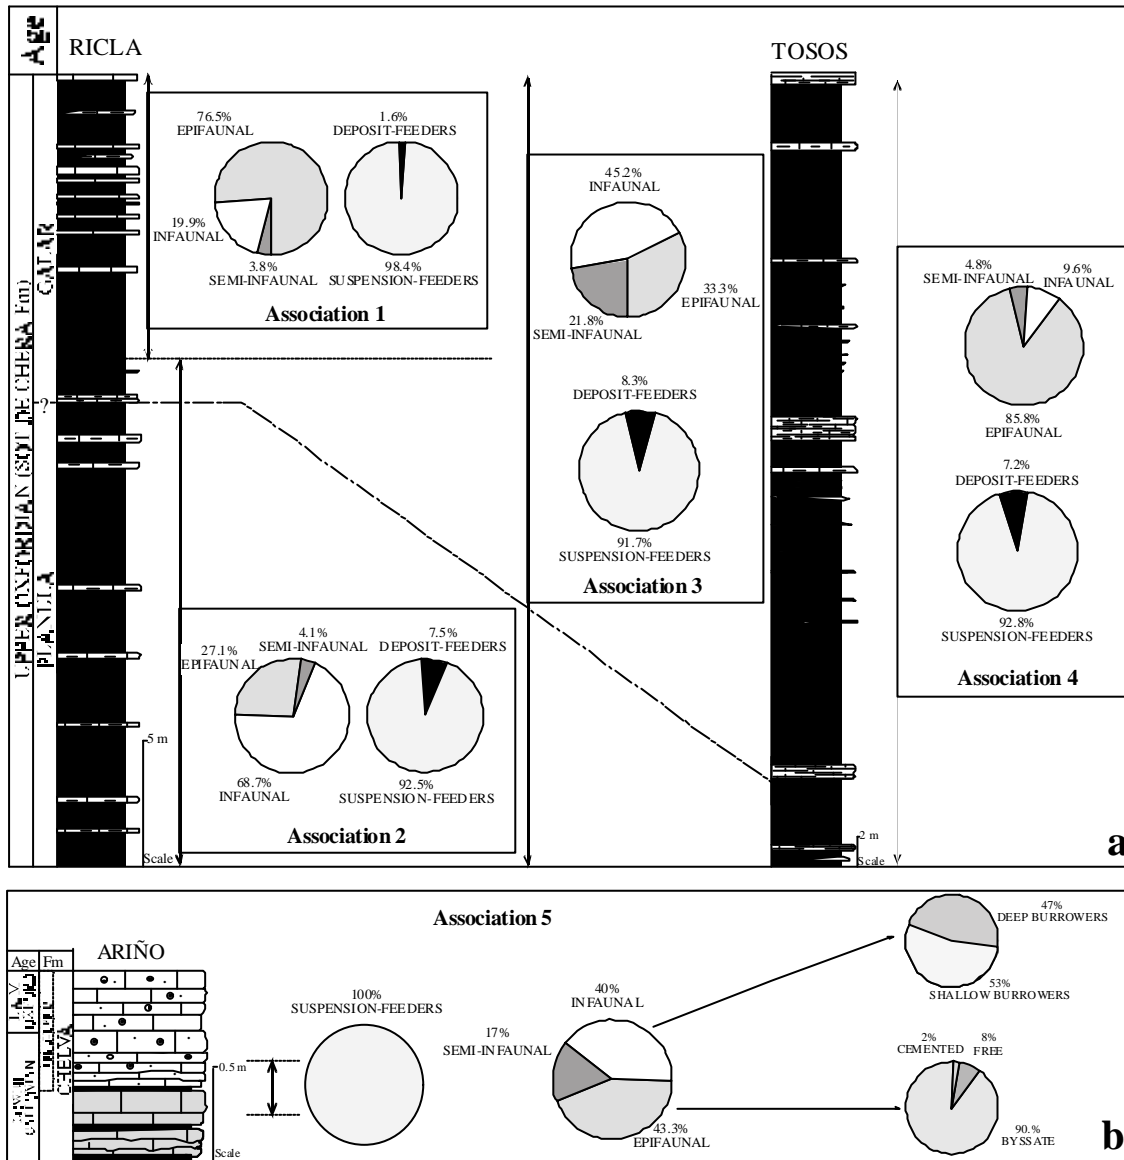 Age
RICLA
TOSOS
UPPER OXFORDIAN (SOT DE CHERA Fm)
GALAR
?
PLANULA
76.5%
EPIFAUNAL
1.6%
DEPOSIT-FEEDERS
19.9%
INFAUNAL
3.8%
SEMI-INFAUNAL
98.4%
SUSPENSION-FEEDERS
Association 1
45.2%
INFAUNAL
33.3%
EPIFAUNAL
21.8%
SEMI-INFAUNAL
8.3%
DEPOSIT-FEEDERS
91.7%
SUSPENSION-FEEDERS
Association 3
4.8%
SEMI-INFAUNAL
9.6%
INFAUNAL
85.8%
EPIFAUNAL
7.2%
DEPOSIT-FEEDERS
92.8%
SUSPENSION-FEEDERS
Association 4
27.1%
EPIFAUNAL
4.1%
SEMI-INFAUNAL
7.5%
DEPOSIT-FEEDERS
68.7%
INFAUNAL
92.5%
SUSPENSION-FEEDERS
Association 2
5 m
Scale
2 m
Scale
a
Association 5
ARIÑO
Age
Fm
CHELVA
0.5 m
Scale
100%
SUSPENSION-FEEDERS
40%
INFAUNAL
17%
SEMI-INFAUNAL
43.3%
EPIFAUNAL
47%
DEEP BURROWERS
53%
SHALLOW BURROWERS
2%
CEMENTED
8%
FREE
90.%
BYSSATE
b